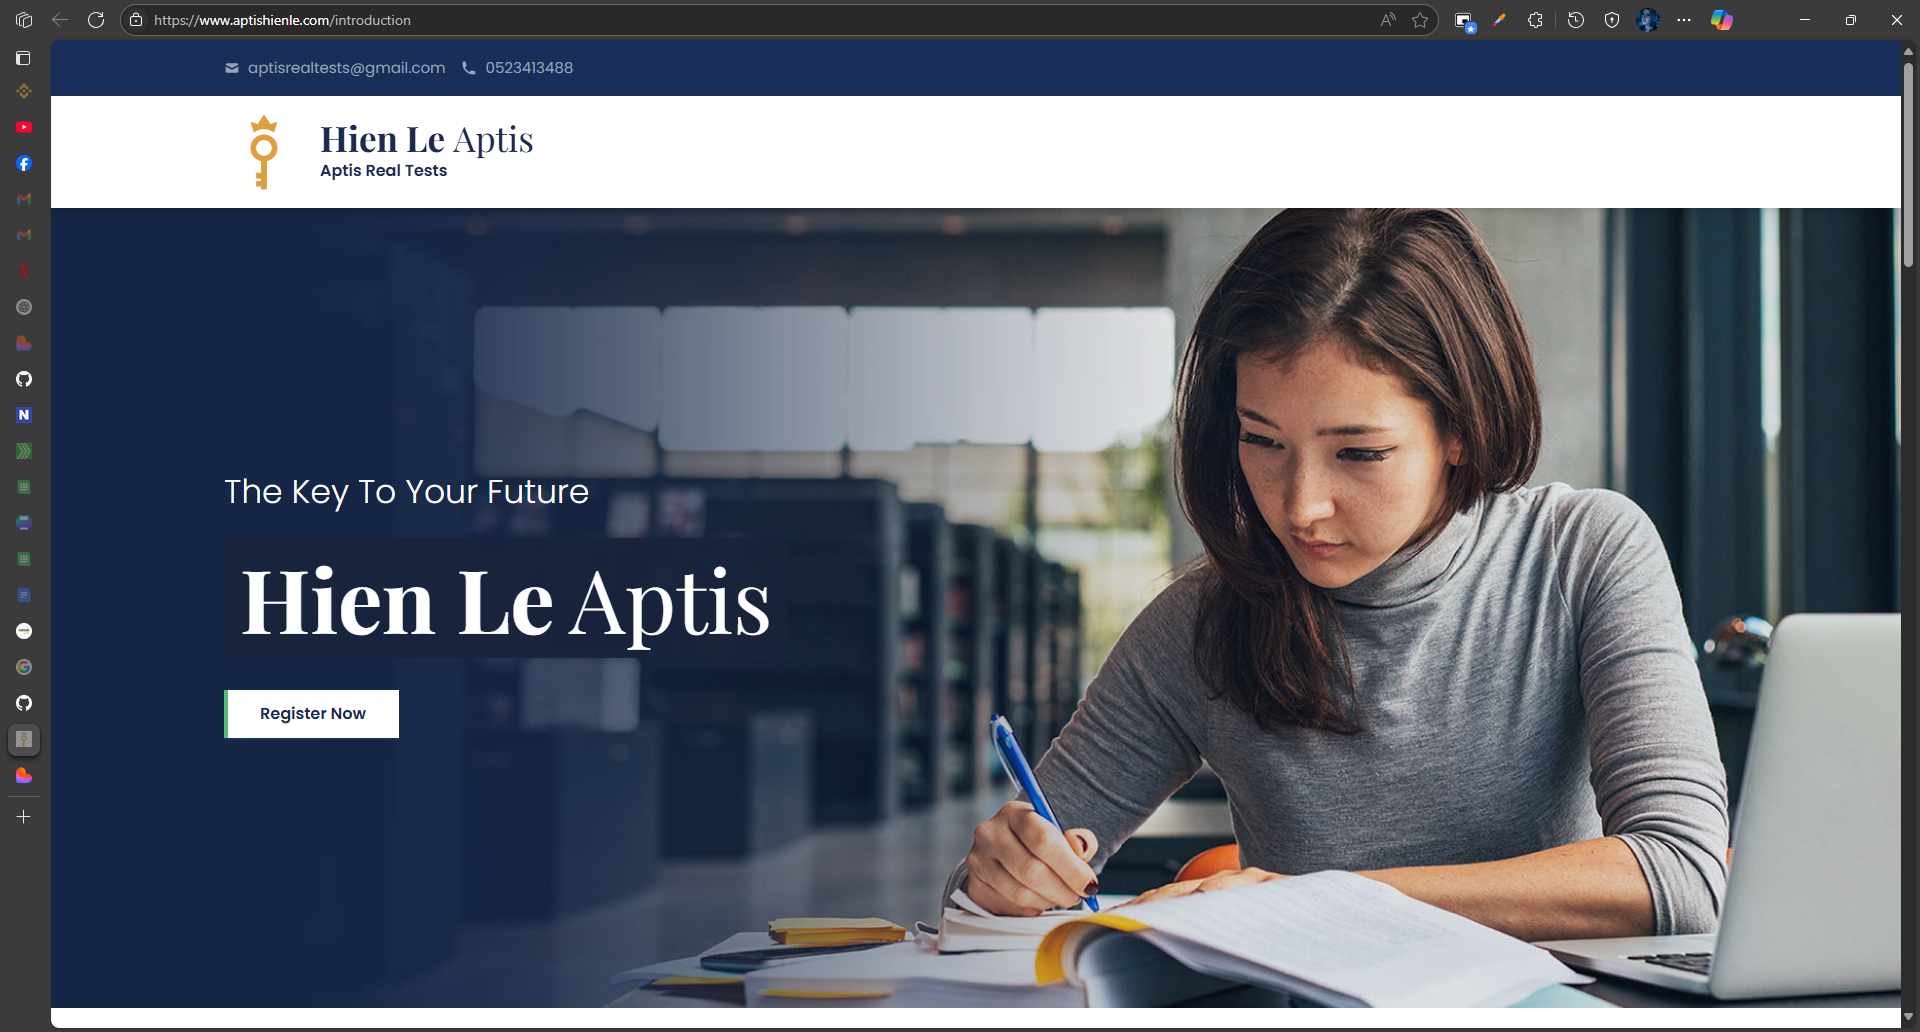 https://www.aptishienle.com/introduction
aptisrealtests@gmail.com 0523413488
Hien Le Aptis
Aptis Real Tests
The Key To Your Future
Hien Le Aptis
Register Now